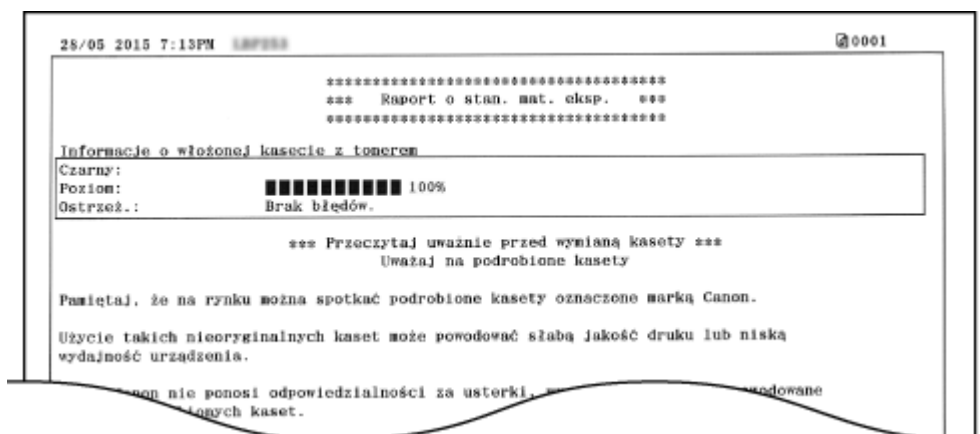 28/05 2015 7:13PM LBP253 0001
************************************
*** Raport o stan. mat. eksp. ***
************************************
Informacje o włożonej kasecie z tonerem
Czarny:
Poziom: 100%
Ostrzeż.: Brak błędów.
*** Przeczytaj uważnie przed wymianą kasety ***
Uważaj na podrobione kasety
Pamiętaj, że na rynku można spotkać podrobione kasety oznaczone marką Canon.
Użycie takich nieoryginalnych kaset może powodować słabą jakość druku lub niską
wydajność urządzenia.
nie ponosi odpowiedzialności za usterki,
kaset.